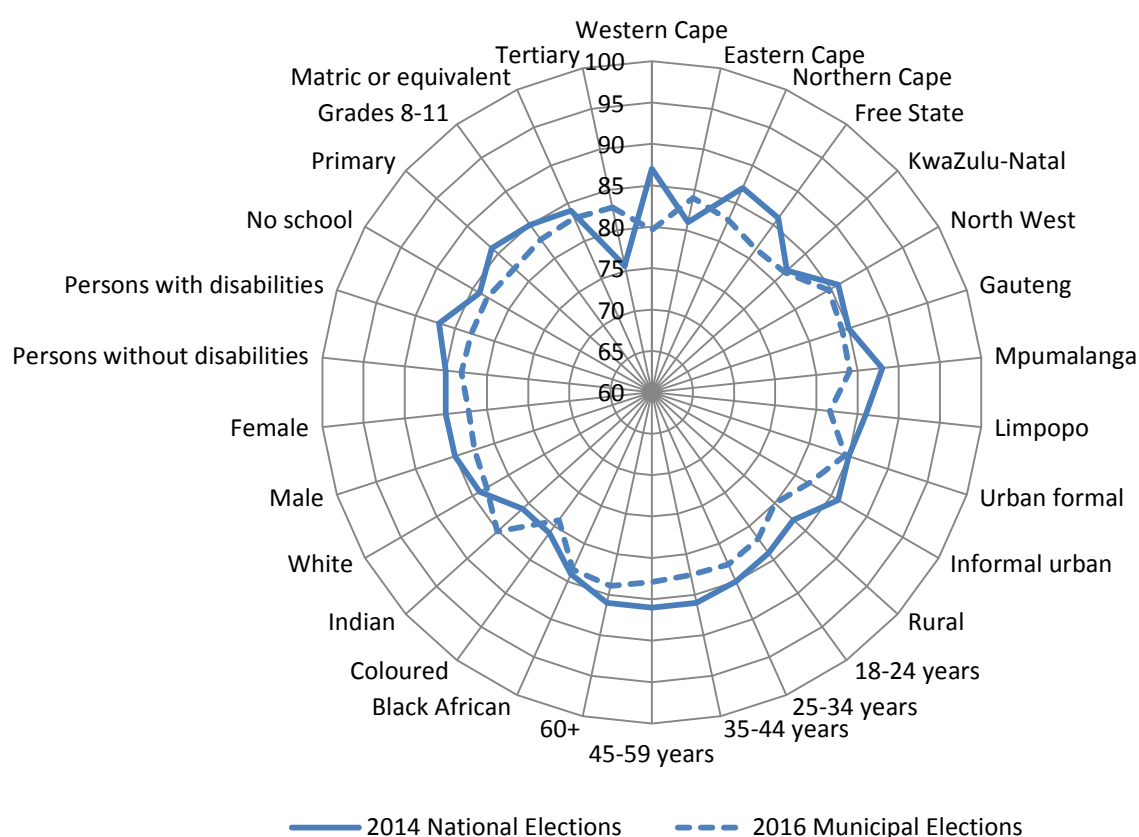 Western Cape
Eastern Cape
Northern Cape
Free State
KwaZulu-Natal
North West
Gauteng
Mpumalanga
Limpopo
Urban formal
Informal urban
Rural
18-24 years
25-34 years
35-44 years
45-59 years
60+
Black African
Coloured
Indian
White
Male
Female
Persons without disabilities
Persons with disabilities
No school
Primary
Grades 8-11
Matric or equivalent
Tertiary
100
95
90
85
80
75
70
65
60
2014 National Elections
2016 Municipal Elections